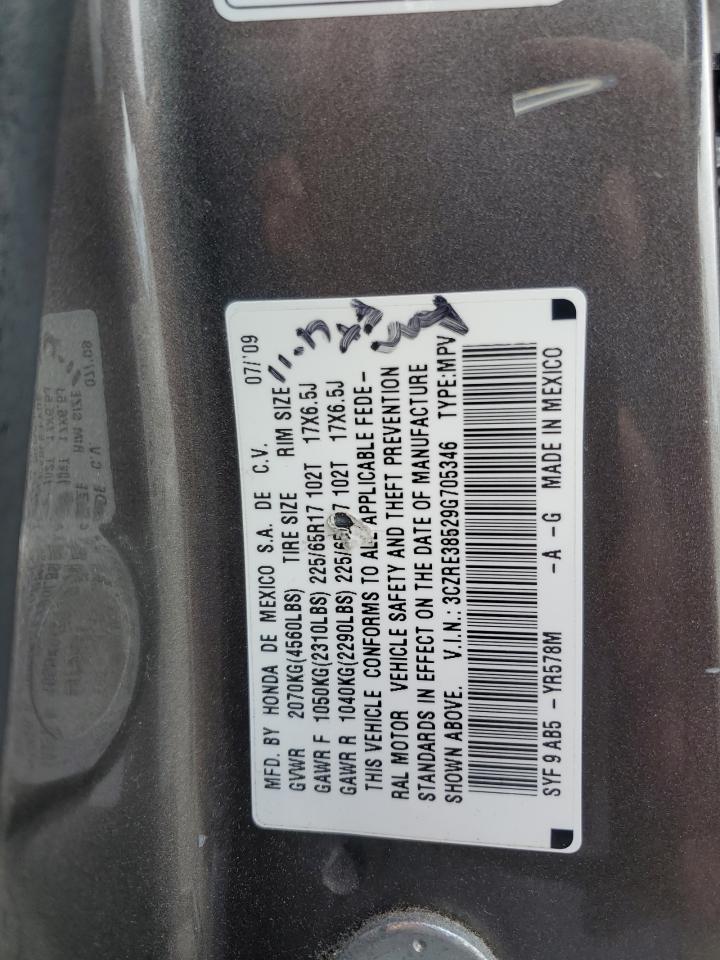 MFD. BY HONDA DE MEXICO S.A. DE C.V. 07/'09
GVWR 2070KG(4560LBS) TIRE SIZE RIM SIZE
GAWR F 1050KG(2310LBS) 225/65R17 102T 17X6.5J
GAWR R 1040KG(2290LBS) 225/65R17 102T 17X6.5J
THIS VEHICLE CONFORMS TO ALL APPLICABLE FEDE-
RAL MOTOR VEHICLE SAFETY AND THEFT PREVENTION
STANDARDS IN EFFECT ON THE DATE OF MANUFACTURE
SHOWN ABOVE. V.I.N.: 3CZRE38529G705346 TYPE:MPV
SYF 9 AB5 -YR578M -A -G MADE IN MEXICO